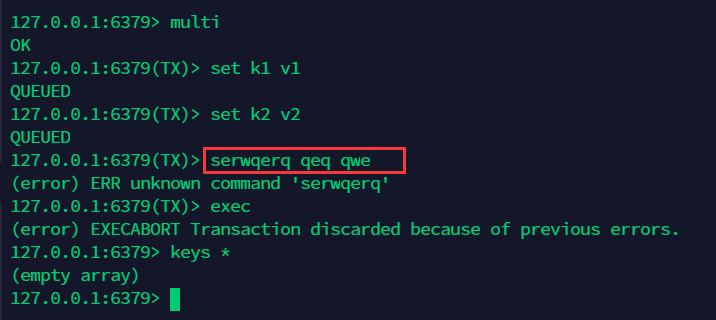 127.0.0.1:6379> multi
OK
127.0.0.1:6379(TX)> set k1 v1
QUEUED
127.0.0.1:6379(TX)> set k2 v2
QUEUED
127.0.0.1:6379(TX)> serwqerq qeq qwe
(error) ERR unknown command 'serwqerq'
127.0.0.1:6379(TX)> exec
(error) EXECABORT Transaction discarded because of previous errors.
127.0.0.1:6379> keys *
(empty array)
127.0.0.1:6379>